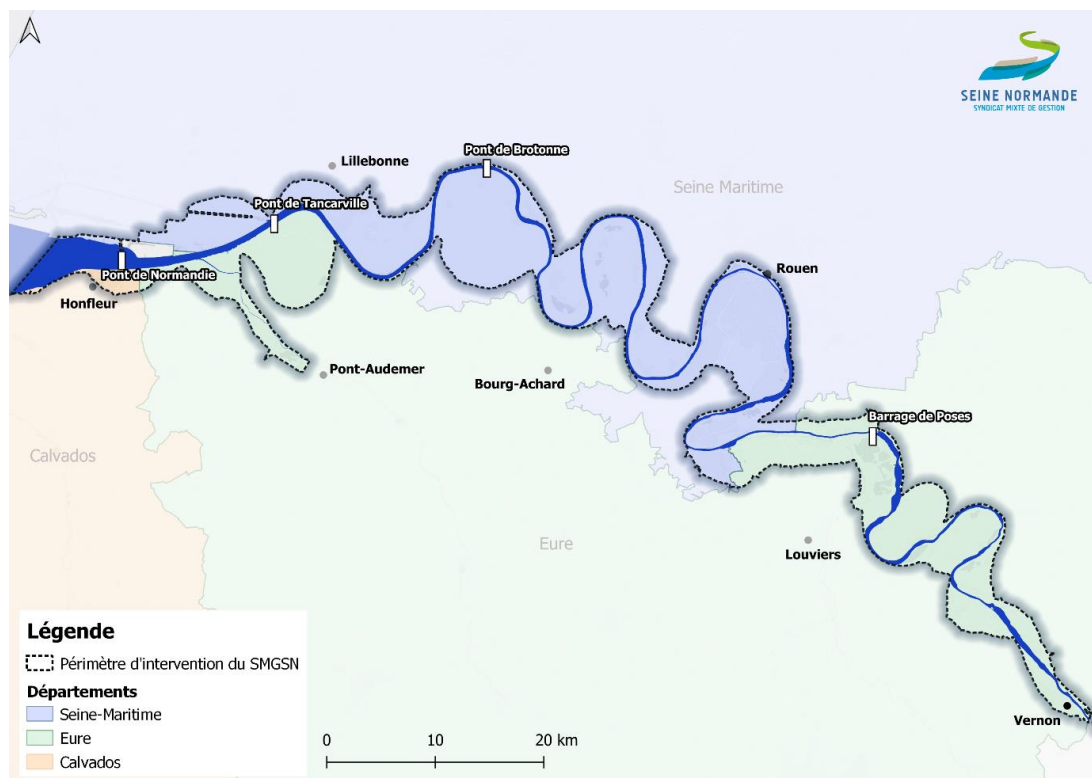 SEINE NORMANDE
SYNDICAT MIXTE DE GESTION
Pont de Brotonne
Lillebonne
Seine Maritime
Pont de Tancarville
Rouen
Pont de Normandie
Honfleur
Pont-Audemer
Bourg-Achard
Barrage de Poses
Calvados
Eure
Louviers
Vernon
Légende
Périmètre d'intervention du SMGSN
Départements
Seine-Maritime
Eure
Calvados
0 10 20 km